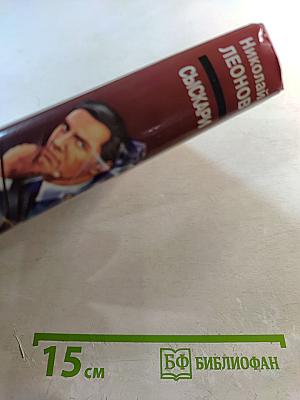 Николай
ЛЕОНОВ
СЫСКАРИ
15 см
БФ БИБЛИОФАН